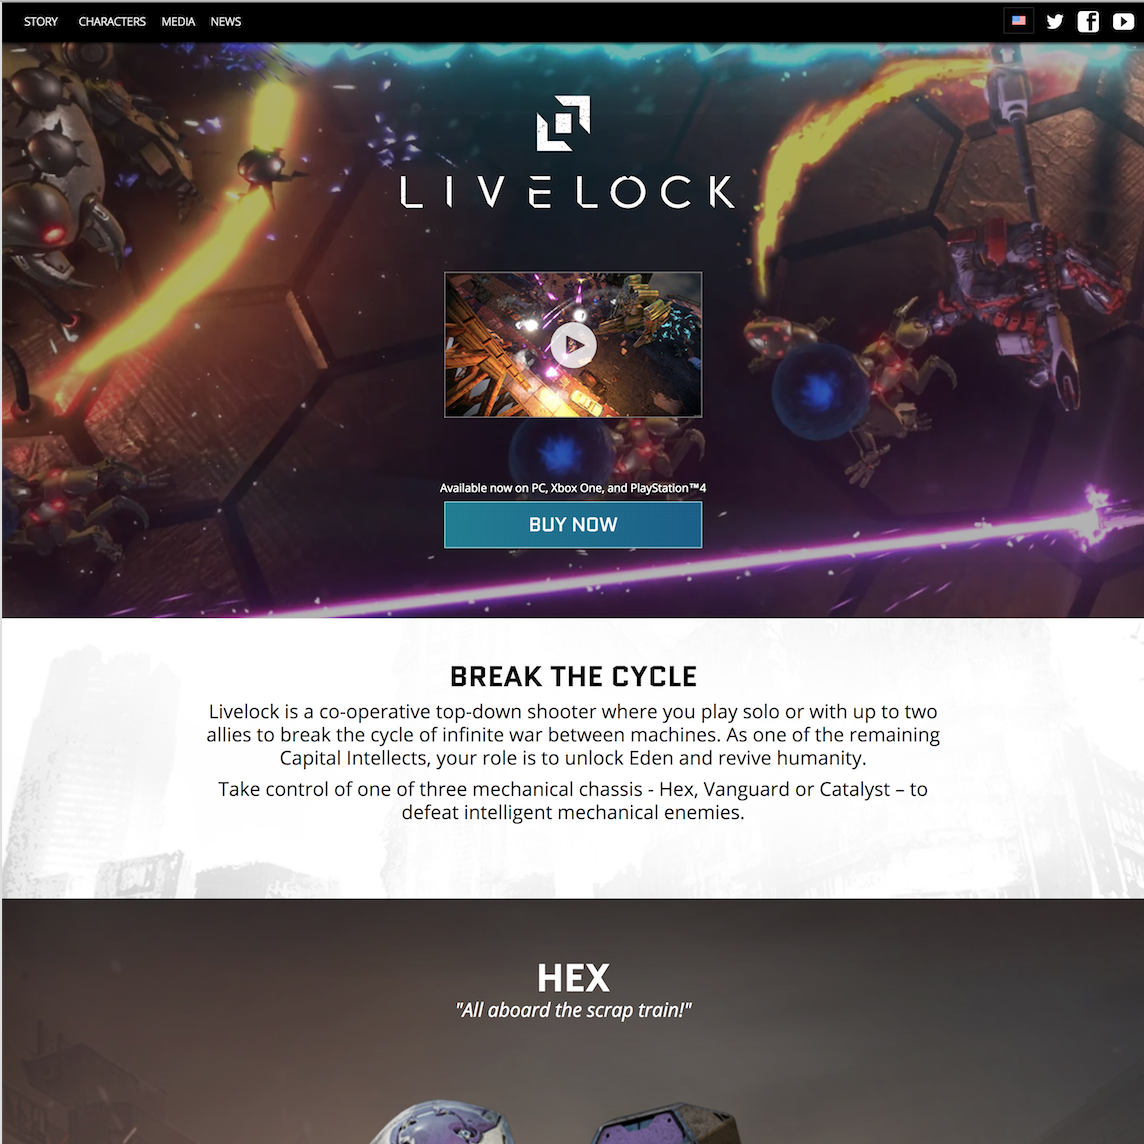 STORY CHARACTERS MEDIA NEWS
LIVELOCK
Available now on PC, Xbox One, and PlayStation™4
BUY NOW
BREAK THE CYCLE
Livelock is a co-operative top-down shooter where you play solo or with up to two
allies to break the cycle of infinite war between machines. As one of the remaining
Capital Intellects, your role is to unlock Eden and revive humanity.
Take control of one of three mechanical chassis - Hex, Vanguard or Catalyst – to
defeat intelligent mechanical enemies.
HEX
"All aboard the scrap train!"